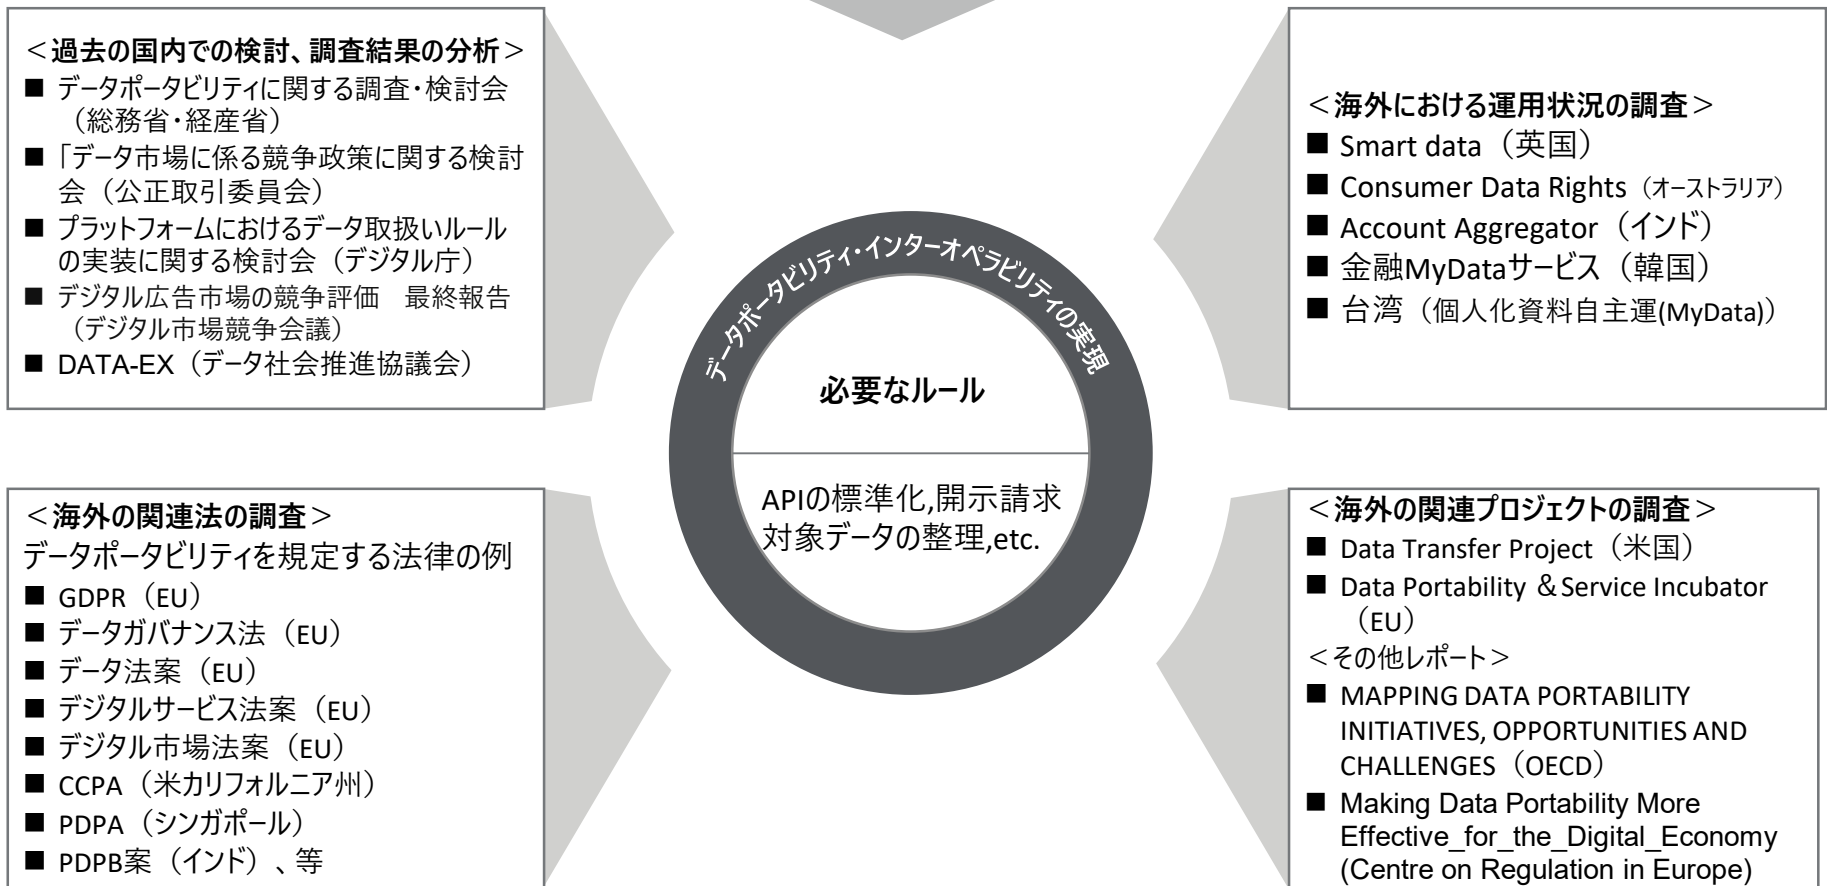 ＜過去の国内での検討、調査結果の分析＞
■ データポータビリティに関する調査・検討会
（総務省・経産省）
■ 「データ市場に係る競争政策に関する検討
会（公正取引委員会）
■ プラットフォームにおけるデータ取扱いルール
の実装に関する検討会（デジタル庁）
■ デジタル広告市場の競争評価　最終報告
（デジタル市場競争会議）
■ DATA-EX（データ社会推進協議会）
＜海外における運用状況の調査＞
■ Smart data（英国）
■ Consumer Data Rights（オーストラリア）
■ Account Aggregator（インド）
■ 金融MyDataサービス（韓国）
■ 台湾（個人化資料自主運(MyData)）
データポータビリティ・インターオペラビリティの実現
必要なルール
APIの標準化,開示請求
対象データの整理,etc.
＜海外の関連法の調査＞
データポータビリティを規定する法律の例
■ GDPR（EU）
■ データガバナンス法（EU）
■ データ法案（EU）
■ デジタルサービス法案（EU）
■ デジタル市場法案（EU）
■ CCPA（米カリフォルニア州）
■ PDPA（シンガポール）
■ PDPB案（インド）、等
＜海外の関連プロジェクトの調査＞
■ Data Transfer Project（米国）
■ Data Portability ＆Service Incubator
（EU）
＜その他レポート＞
■ MAPPING DATA PORTABILITY
INITIATIVES, OPPORTUNITIES AND
CHALLENGES（OECD）
■ Making Data Portability More
Effective_for_the_Digital_Economy
(Centre on Regulation in Europe)